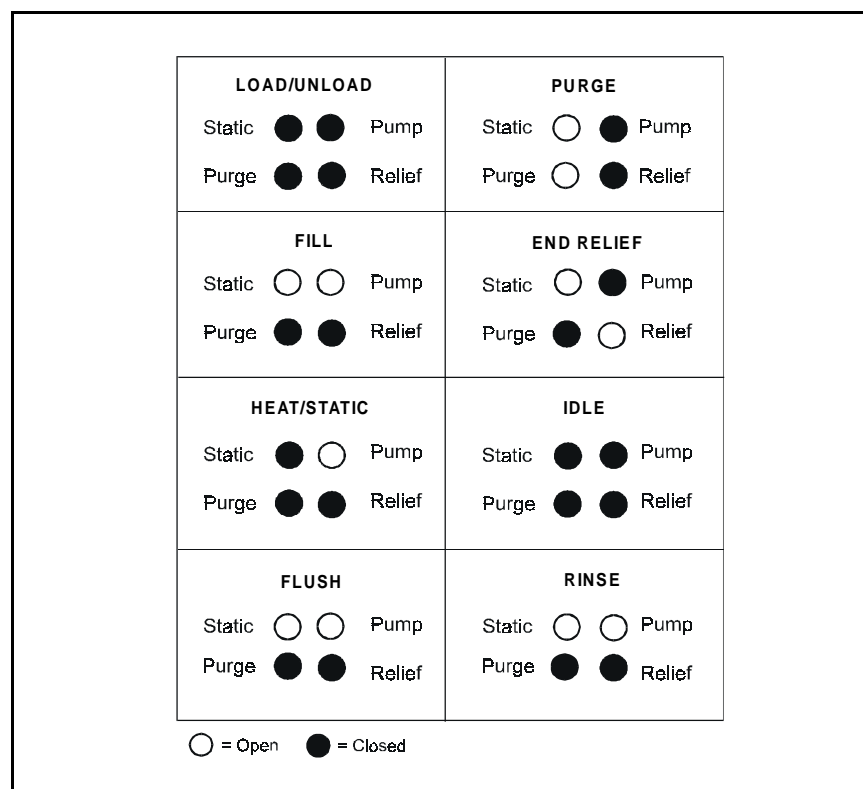 LOAD/UNLOAD
Static Pump
Purge Relief
PURGE
Static Pump
Purge Relief
FILL
Static Pump
Purge Relief
END RELIEF
Static Pump
Purge Relief
HEAT/STATIC
Static Pump
Purge Relief
IDLE
Static Pump
Purge Relief
FLUSH
Static Pump
Purge Relief
RINSE
Static Pump
Purge Relief
= Open = Closed